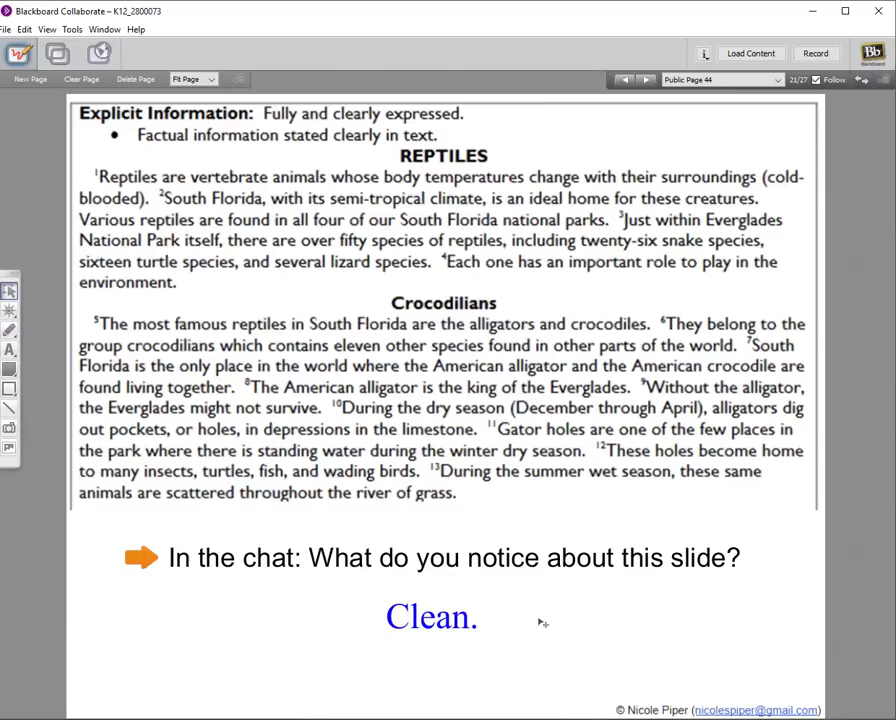 Blackboard Collaborate – K12_2800073
File Edit View Tools Window Help
Load Content
Record
Bb
Blackboard
New Page Clear Page Delete Page Fit Page
Public Page 44
21/27 Follow
Explicit Information: Fully and clearly expressed.
• Factual information stated clearly in text.
REPTILES
¹Reptiles are vertebrate animals whose body temperatures change with their surroundings (cold-
blooded). ²South Florida, with its semi-tropical climate, is an ideal home for these creatures.
Various reptiles are found in all four of our South Florida national parks. ³Just within Everglades
National Park itself, there are over fifty species of reptiles, including twenty-six snake species,
sixteen turtle species, and several lizard species. ⁴Each one has an important role to play in the
environment.
Crocodilians
⁵The most famous reptiles in South Florida are the alligators and crocodiles. ⁶They belong to the
group crocodilians which contains eleven other species found in other parts of the world. ⁷South
Florida is the only place in the world where the American alligator and the American crocodile are
found living together. ⁸The American alligator is the king of the Everglades. ⁹Without the alligator,
the Everglades might not survive. ¹⁰During the dry season (December through April), alligators dig
out pockets, or holes, in depressions in the limestone. ¹¹Gator holes are one of the few places in
the park where there is standing water during the winter dry season. ¹²These holes become home
to many insects, turtles, fish, and wading birds. ¹³During the summer wet season, these same
animals are scattered throughout the river of grass.
In the chat: What do you notice about this slide?
Clean.
© Nicole Piper (nicolespiper@gmail.com)